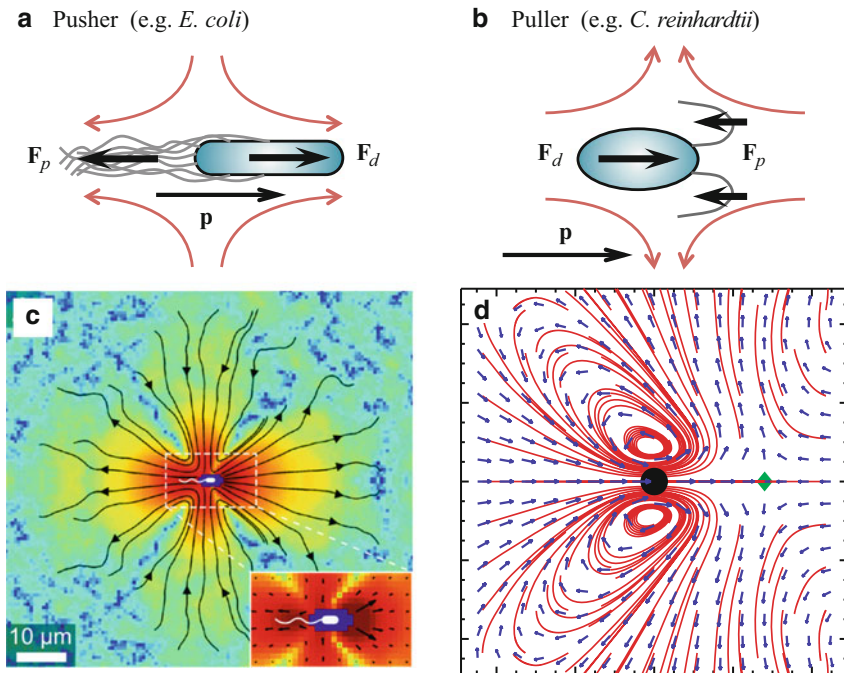 a Pusher (e.g. E. coli)
b Puller (e.g. C. reinhardtii)
F_p
F_d
p
F_d
F_p
p
c
10 µm
d